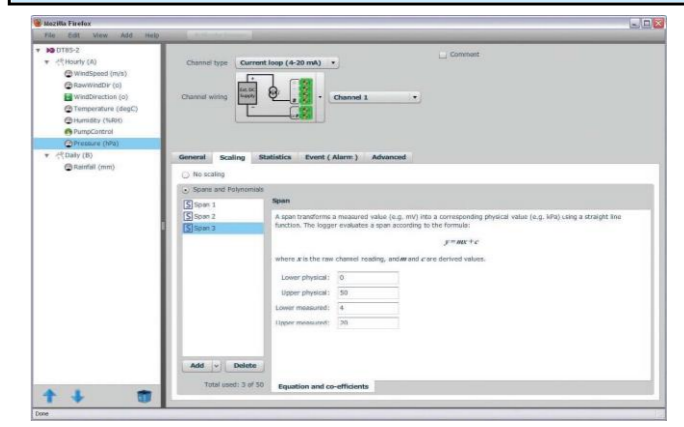 Mozilla Firefox
File Edit View Add Help
DT85-2
Hourly (A)
WindSpeed (m/s)
RawWindDir (o)
WindDirection (o)
Temperature (degC)
Humidity (%RH)
PumpControl
Pressure (hPa)
Daily (B)
Rainfall (mm)
Channel type Current loop (4-20 mA)
Comment
Channel wiring
Ext. DC
Supply
Channel 1
General Scaling Statistics Event ( Alarm ) Advanced
No scaling
Spans and Polynomials
Span 1
Span 2
Span 3
Add Delete
Total used: 3 of 50
Span
A span transforms a measured value (e.g. mV) into a corresponding physical value (e.g. kPa) using a straight line
function. The logger evaluates a span according to the formula:
y=mx+c
where x is the raw channel reading, and m and c are derived values.
Lower physical: 0
Upper physical: 50
Lower measured: 4
Upper measured: 20
Equation and co-efficients
Done